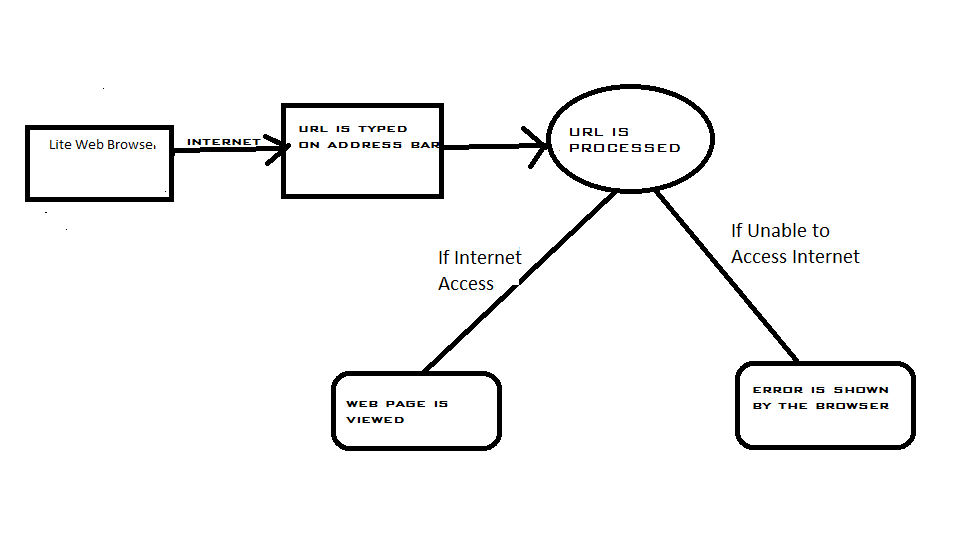 Lite Web Browser
INTERNET
URL IS TYPED
ON ADDRESS BAR
URL IS
PROCESSED
If Internet
Access
If Unable to
Access Internet
WEB PAGE IS
VIEWED
ERROR IS SHOWN
BY THE BROWSER